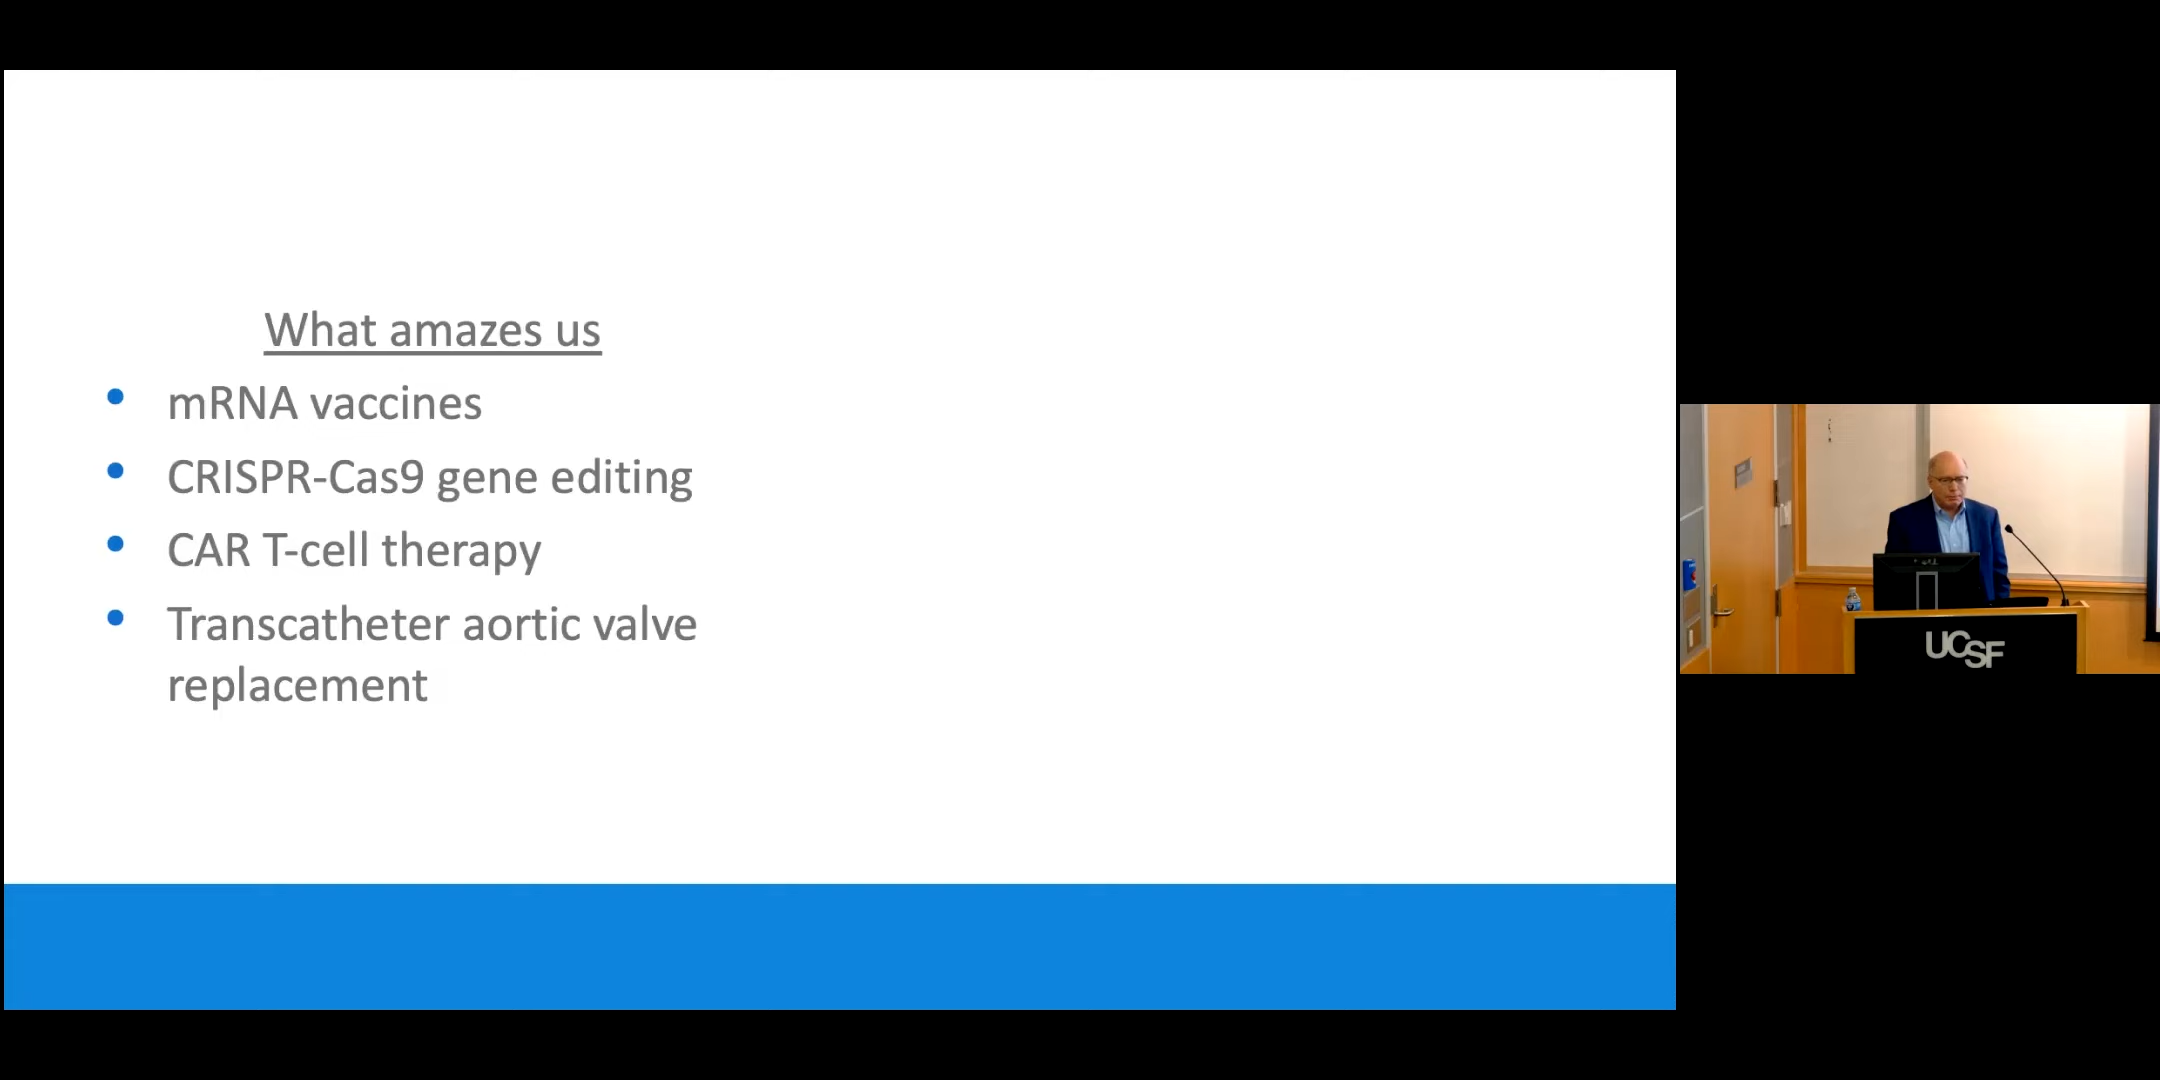 What amazes us
mRNA vaccines
CRISPR-Cas9 gene editing
CAR T-cell therapy
Transcatheter aortic valve
replacement
UCSF